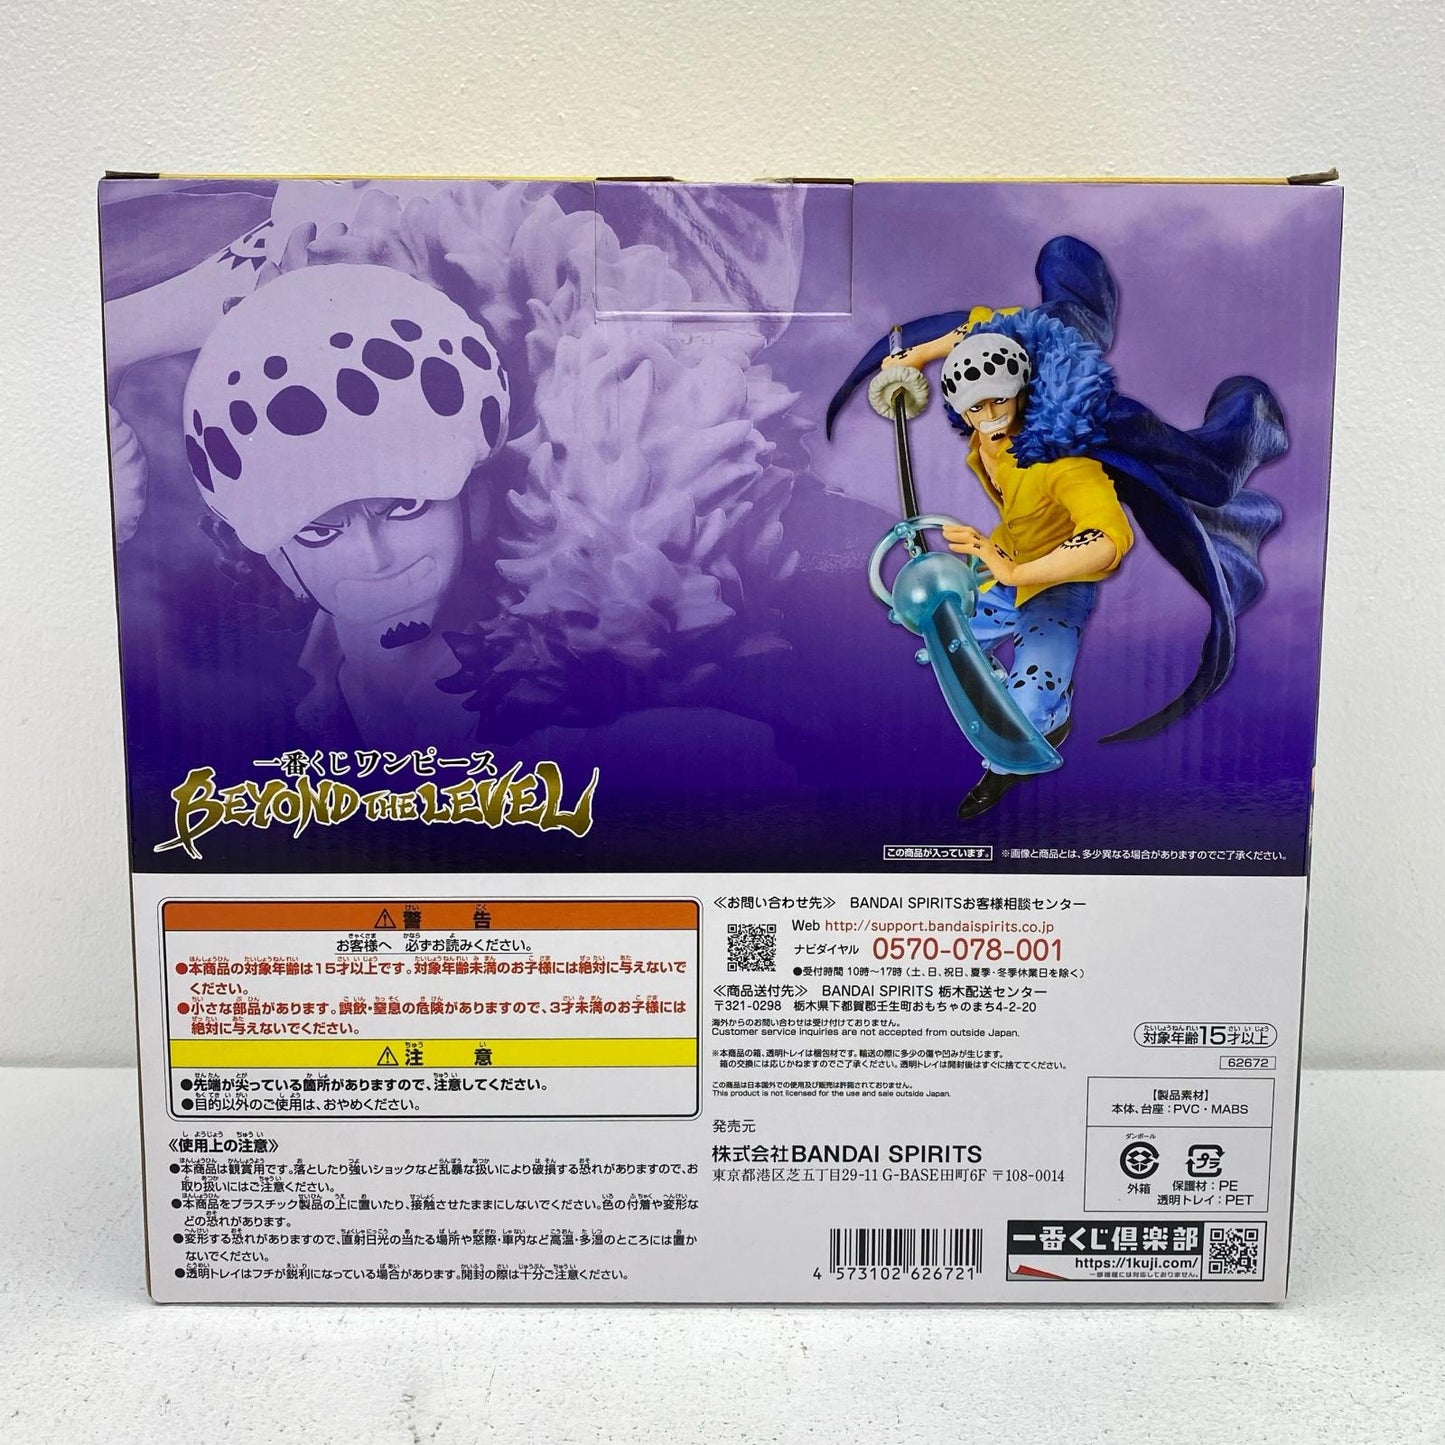 一番くじ ワンピース
BEYOND THE LEVEL
この商品が入っています。 ※画像と商品とは、多少異なる場合がありますのでご了承ください。
⚠警告
お客様へ 必ずお読みください。
●本商品の対象年齢は15才以上です。対象年齢未満のお子様には絶対に与えないで
ください。
●小さな部品があります。誤飲・窒息の危険がありますので、3才未満のお子様には
絶対に与えないでください。
⚠注意
●先端が尖っている箇所がありますので、注意してください。
●目的以外のご使用は、おやめください。
《使用上の注意》
●本商品は観賞用です。落としたり強いショックなど乱暴な扱いにより破損する恐れがありますので、お
取り扱いにはご注意ください。
●本商品をプラスチック製品の上に置いたり、接触させたままにしないでください。色の付着や変形な
どの恐れがあります。
●変形する恐れがありますので、直射日光の当たる場所や窓際・車内など高温・多湿のところには置か
ないでください。
●透明トレイはフチが鋭利になっている場合があります。開封の際は十分ご注意ください。
≪お問い合わせ先≫ BANDAI SPIRITSお客様相談センター
Web http://support.bandaispirits.co.jp
ナビダイヤル 0570-078-001
●受付時間 10時〜17時(土、日、祝日、夏季・冬季休業日を除く)
≪商品送付先≫ BANDAI SPIRITS 栃木配送センター
〒321-0298 栃木県下都賀郡壬生町おもちゃのまち4-2-20
海外からのお問い合わせは受け付けておりません。
Customer service inquiries are not accepted from outside Japan.
※本商品の箱、透明トレイは梱包材です。輸送の際に多少の傷や凹みが生じます。
箱の交換には応じかねますのでご了承ください。透明トレイは開封後はすぐに捨ててください。
この商品は日本国外での使用及び販売は許諾されておりません。
This product is not licensed for the use and sale outside Japan.
発売元
株式会社BANDAI SPIRITS
東京都港区芝五丁目29-11 G-BASE田町6F 〒108-0014
対象年齢15才以上
62672
【製品素材】
本体、台座:PVC・MABS
ダンボール
外箱
プラ
保護材:PE
透明トレイ:PET
4 573102 626721
一番くじ倶楽部
https://1kuji.com/
一部機種には対応しておりません。